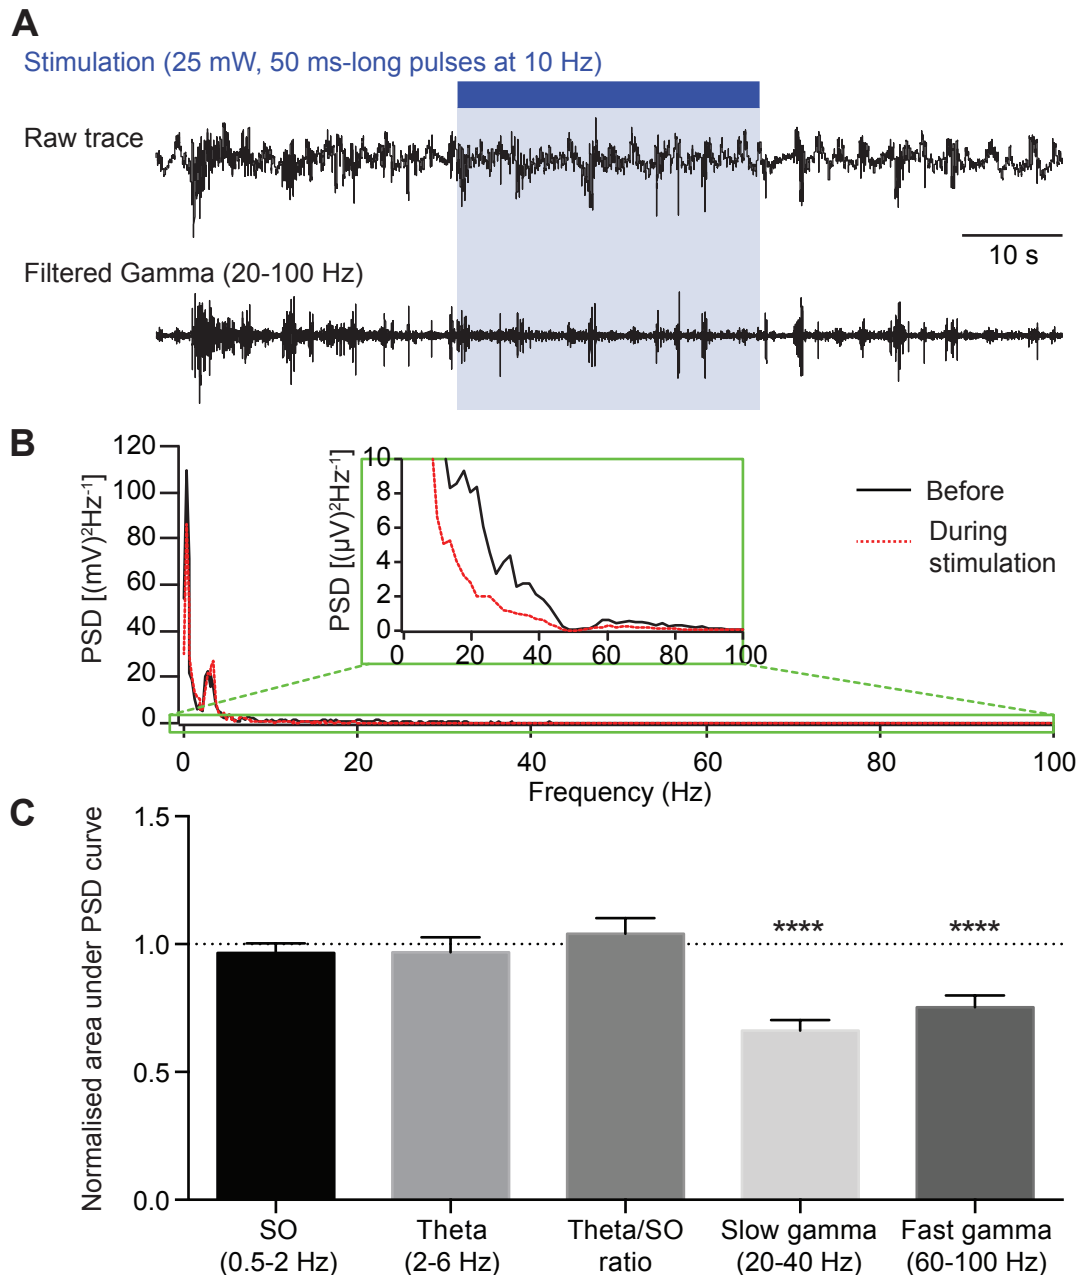 A
Stimulation (25 mW, 50 ms-long pulses at 10 Hz)
Raw trace
10 s
Filtered Gamma (20-100 Hz)
B
PSD [(mV)²Hz⁻¹]
120
100
80
60
40
20
0
PSD [(µV)²Hz⁻¹]
10
8
6
4
2
0
0 20 40 60 80 100
Before
During
stimulation
0 20 40 60 80 100
Frequency (Hz)
C
Normalised area under PSD curve
1.5
1.0
0.5
0.0
**** ****
SO Theta Theta/SO Slow gamma Fast gamma
(0.5-2 Hz) (2-6 Hz) ratio (20-40 Hz) (60-100 Hz)